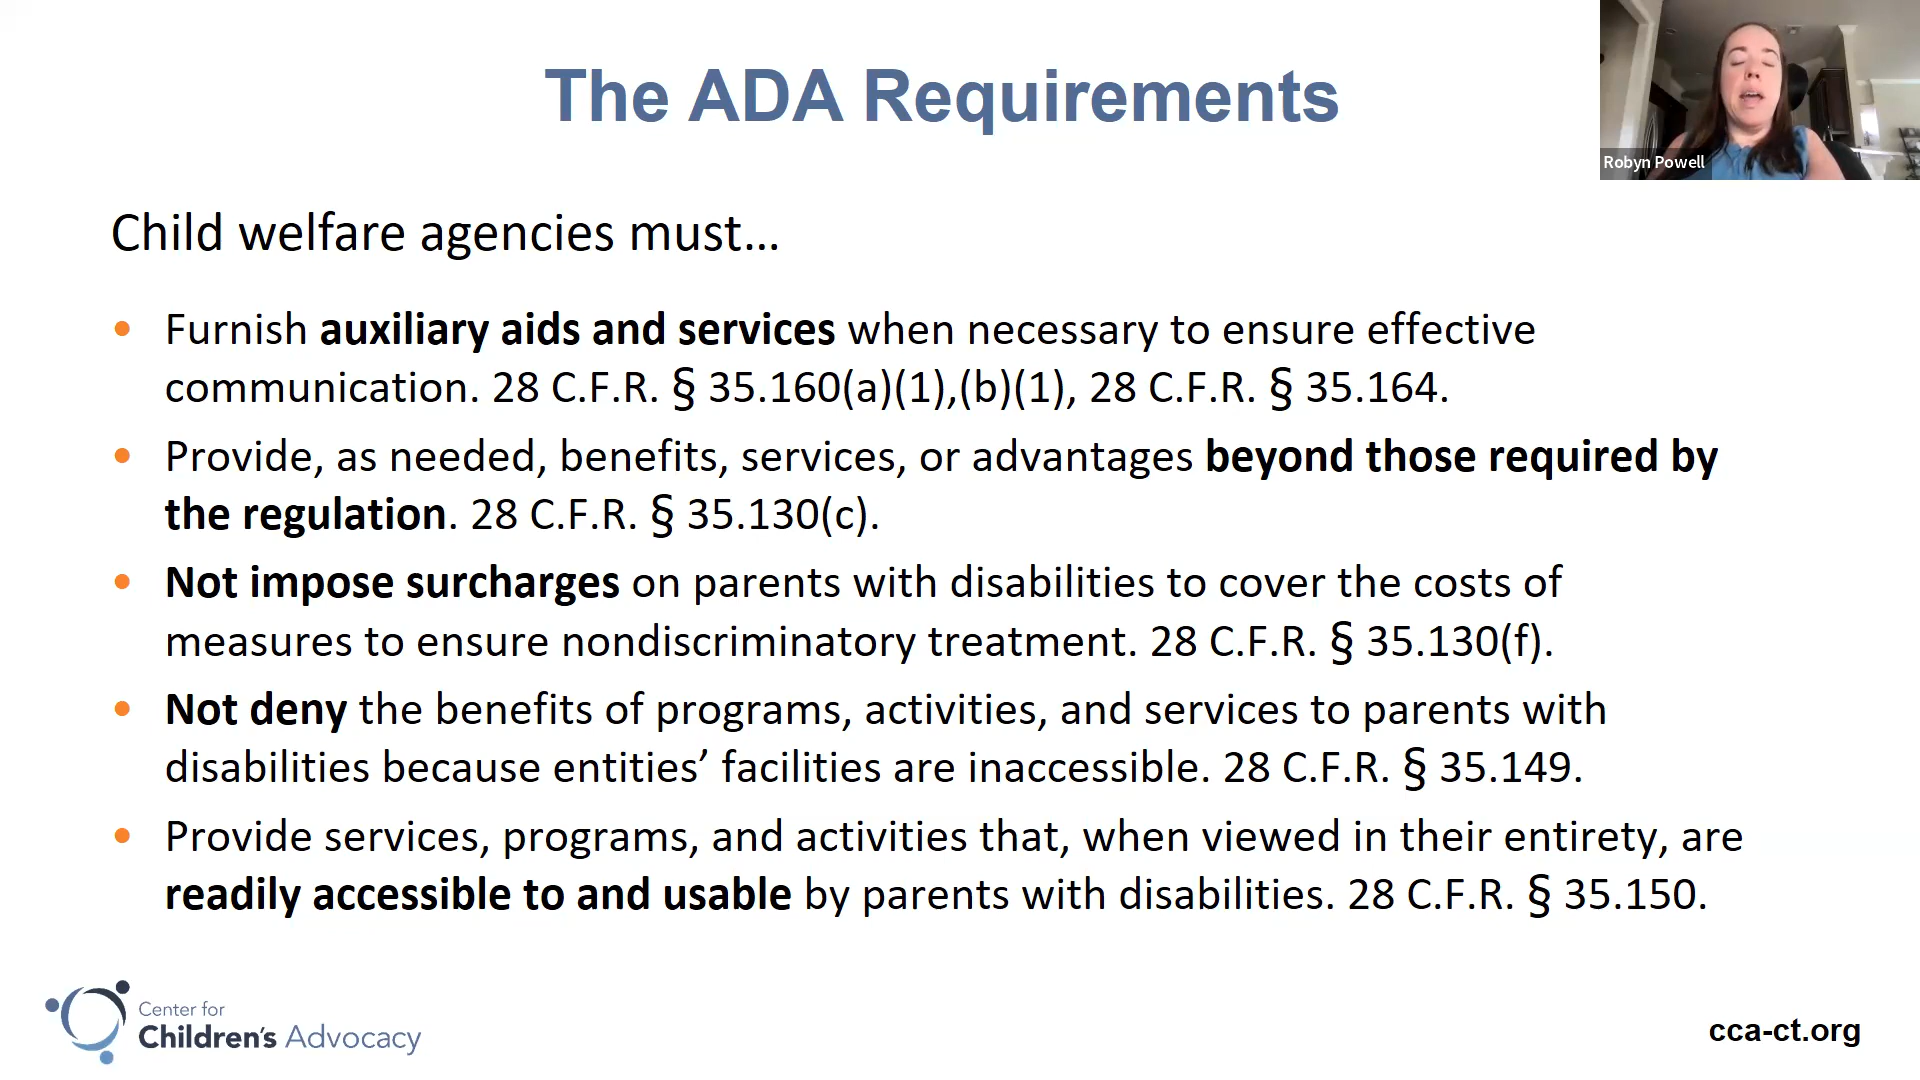 The ADA Requirements
Robyn Powell
Child welfare agencies must...
• Furnish auxiliary aids and services when necessary to ensure effective
communication. 28 C.F.R. § 35.160(a)(1),(b)(1), 28 C.F.R. § 35.164.
• Provide, as needed, benefits, services, or advantages beyond those required by
the regulation. 28 C.F.R. § 35.130(c).
• Not impose surcharges on parents with disabilities to cover the costs of
measures to ensure nondiscriminatory treatment. 28 C.F.R. § 35.130(f).
• Not deny the benefits of programs, activities, and services to parents with
disabilities because entities’ facilities are inaccessible. 28 C.F.R. § 35.149.
• Provide services, programs, and activities that, when viewed in their entirety, are
readily accessible to and usable by parents with disabilities. 28 C.F.R. § 35.150.
Center for
Children's Advocacy
cca-ct.org